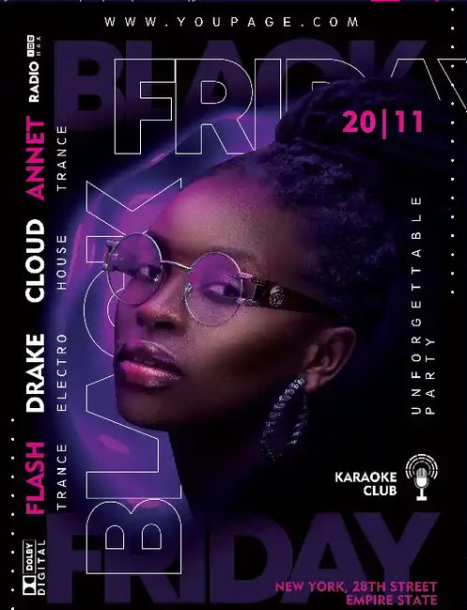 WWW.YOUPAGE.COM
BLACK
FRIDAY
20|11
BLACK
RADIO
ANNET
TRANCE
CLOUD
HOUSE
DRAKE
ELECTRO
FLASH
TRANCE
UNFORGETTABLE
PARTY
KARAOKE
CLUB
DOLBY
DIGITAL
FRIDAY
NEW YORK, 28TH STREET
EMPIRE STATE